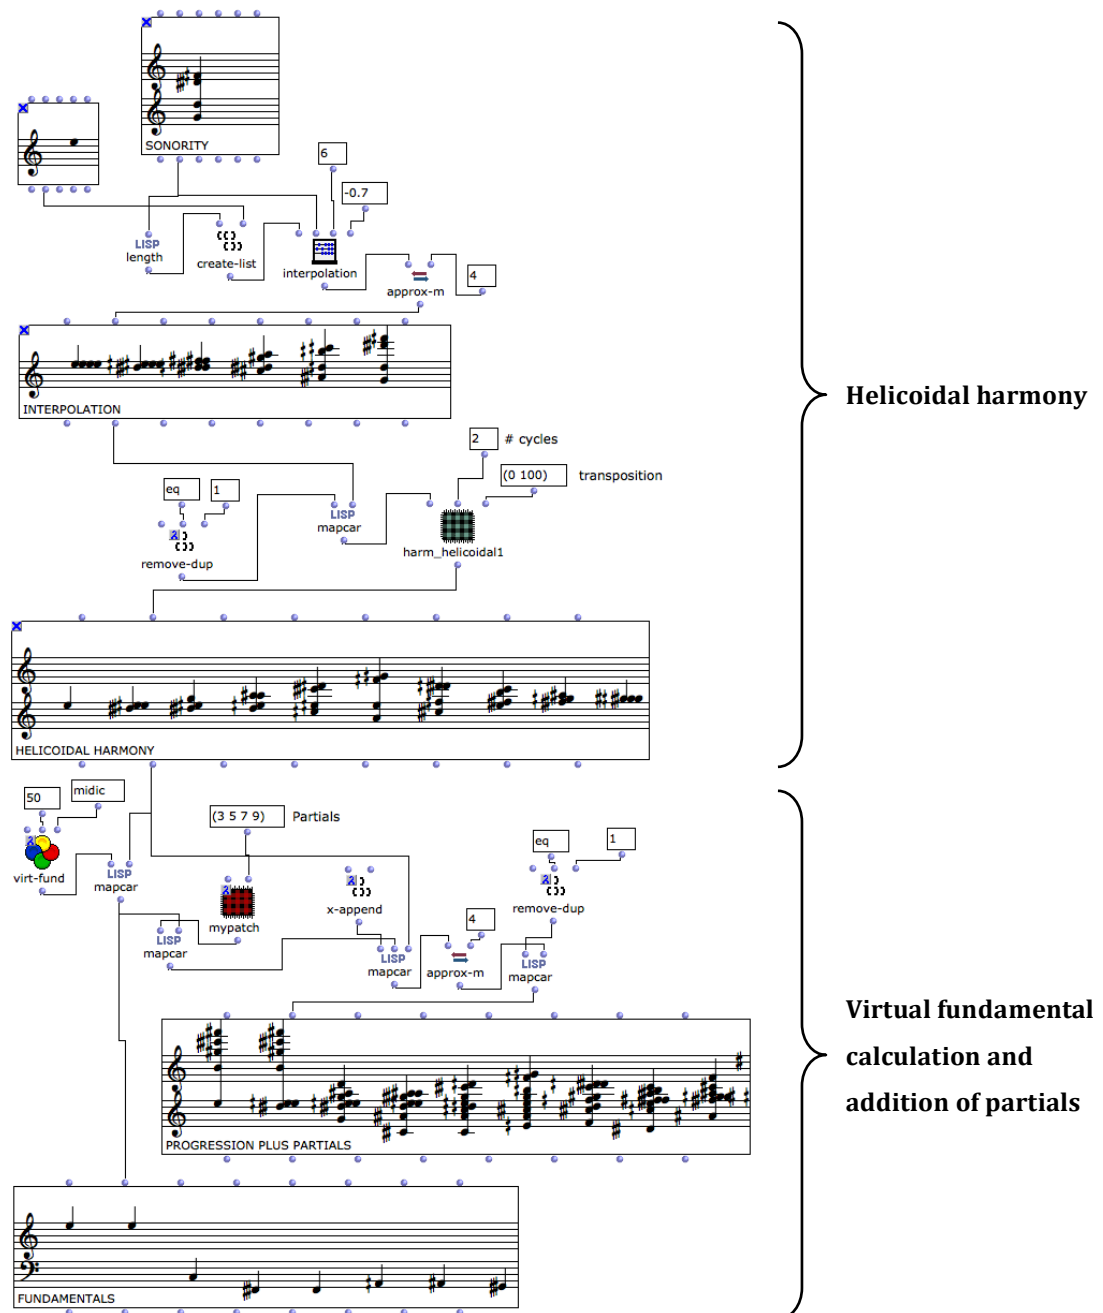 SONORITY
6
-0.7
LISP
length
create-list
interpolation
4
approx-m
INTERPOLATION
Helicoidal harmony
2 # cycles
(0 100) transposition
eq 1
LISP
mapcar
remove-dup
harm_helicoidal1
HELICOIDAL HARMONY
50 midic
(3 5 7 9) Partials
eq 1
virt-fund
LISP
mapcar
mypatch
x-append
remove-dup
4
LISP
mapcar
LISP
mapcar
approx-m
LISP
mapcar
Virtual fundamental
calculation and
addition of partials
PROGRESSION PLUS PARTIALS
FUNDAMENTALS